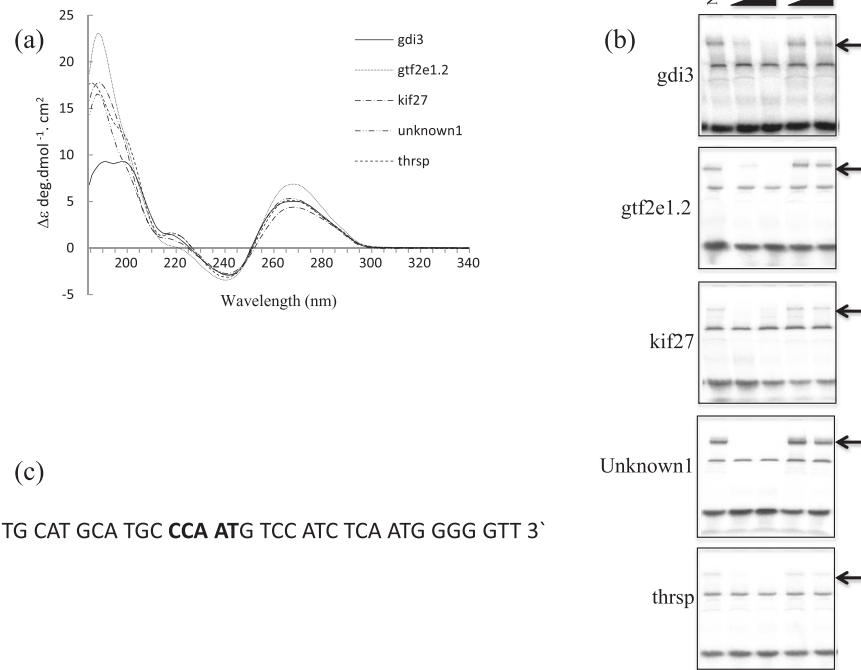 (a)
25
20
15
10
5
0
-5
Δε deg.dmol ⁻¹. cm²
200 220 240 260 280 300 320 340
Wavelength (nm)
gdi3
gtf2e1.2
kif27
unknown1
thrsp
(b)
gdi3
gtf2e1.2
kif27
Unknown1
thrsp
(c)
TG CAT GCA TGC CCA ATG TCC ATC TCA ATG GGG GTT 3`